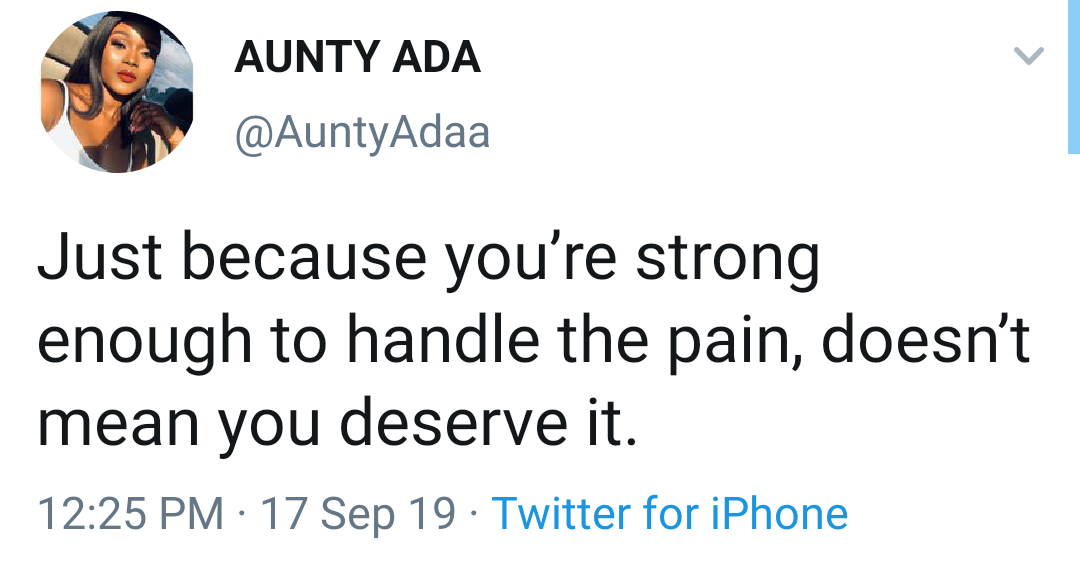 AUNTY ADA
@AuntyAdaa
Just because you’re strong
enough to handle the pain, doesn’t
mean you deserve it.
12:25 PM · 17 Sep 19 · Twitter for iPhone